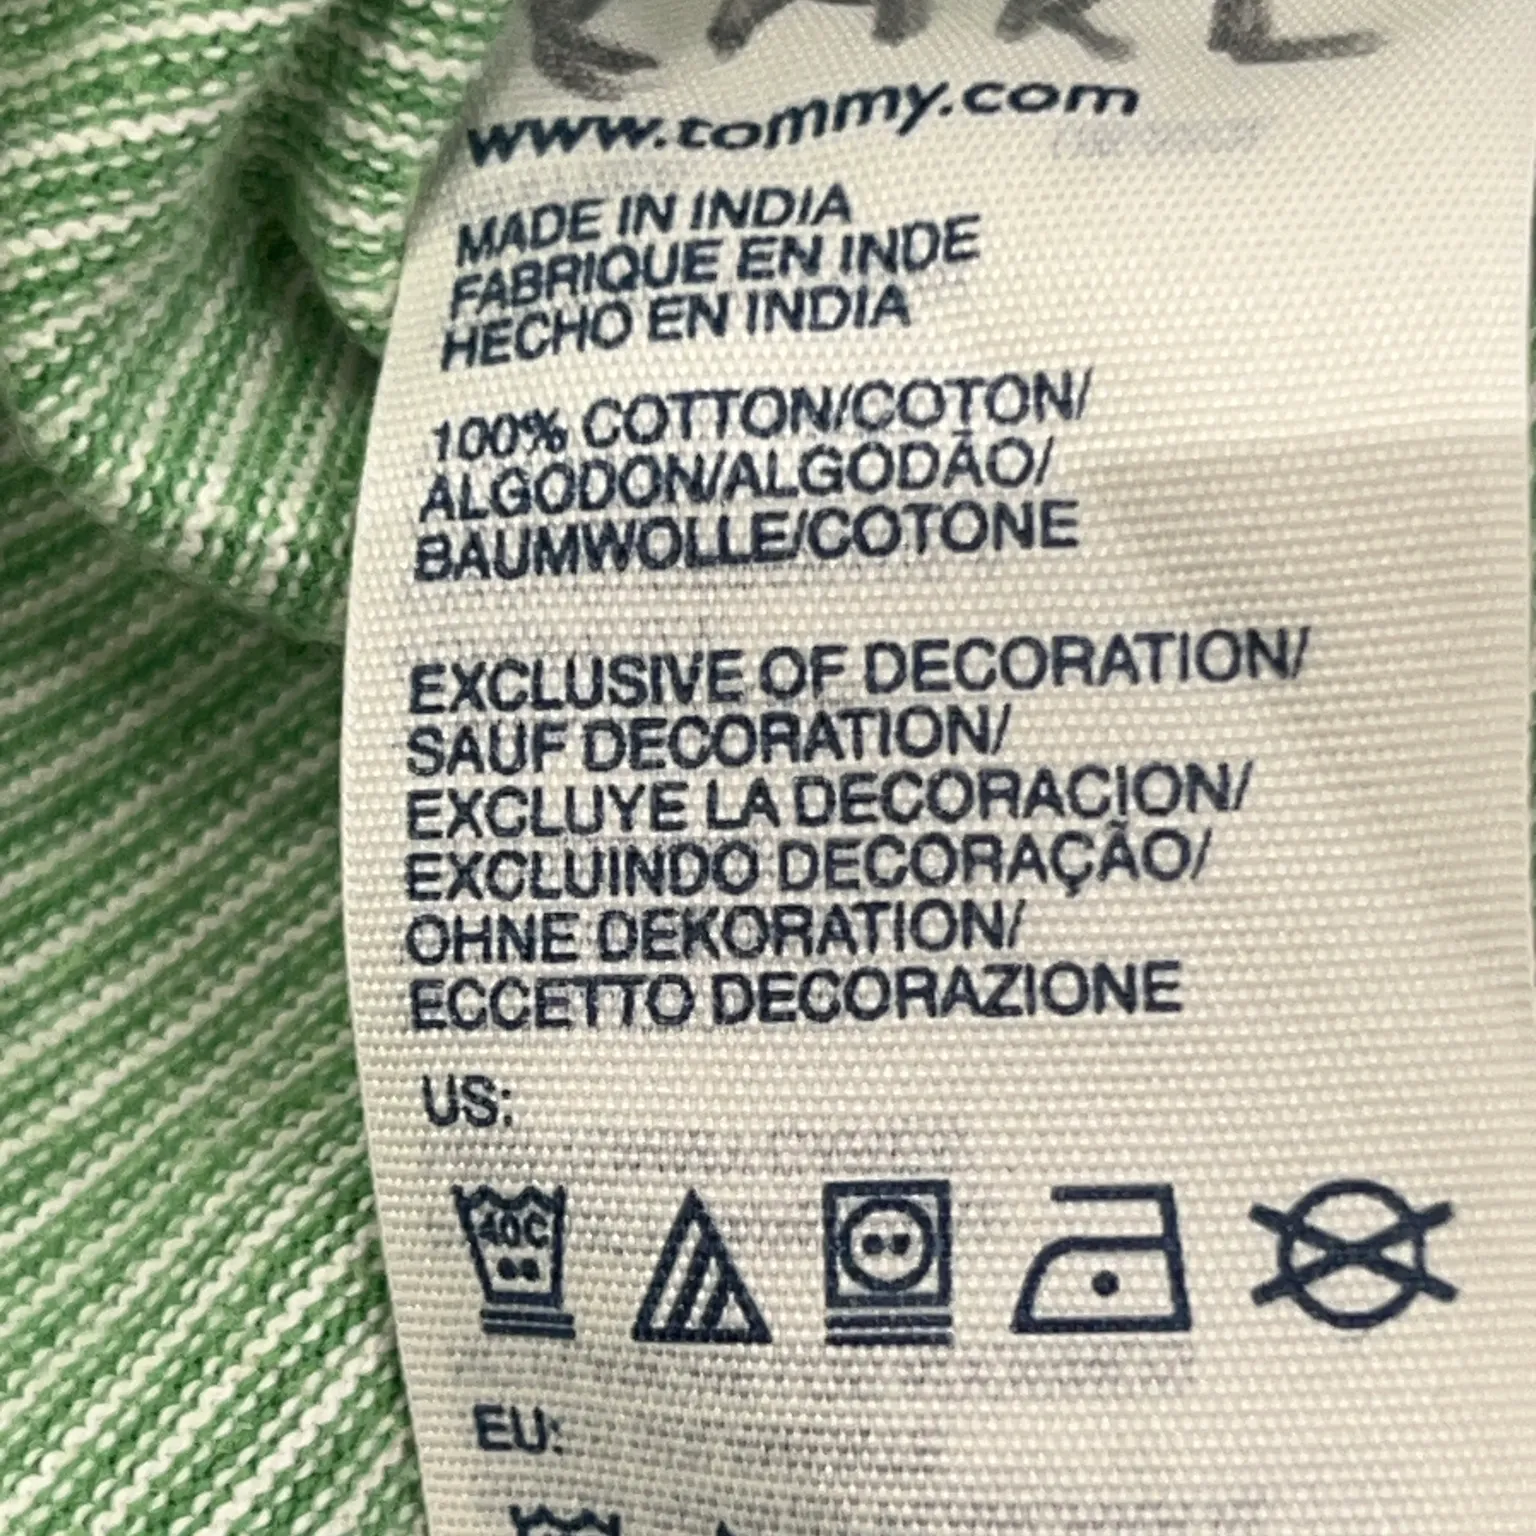 KARL
www.tommy.com
MADE IN INDIA
FABRIQUE EN INDE
HECHO EN INDIA
100% COTTON/COTON/
ALGODON/ALGODÃO/
BAUMWOLLE/COTONE
EXCLUSIVE OF DECORATION/
SAUF DECORATION/
EXCLUYE LA DECORACION/
EXCLUINDO DECORAÇÃO/
OHNE DEKORATION/
ECCETTO DECORAZIONE
US:
40C
EU: